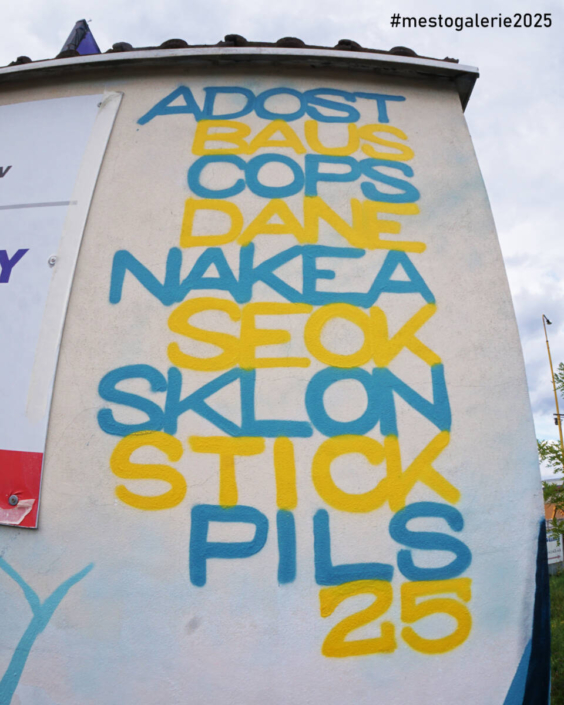 #mestogalerie2025
ADOST
BAUS
COPS
DANE
NAKEA
SEOK
SKLON
STICK
PILS
25
Y